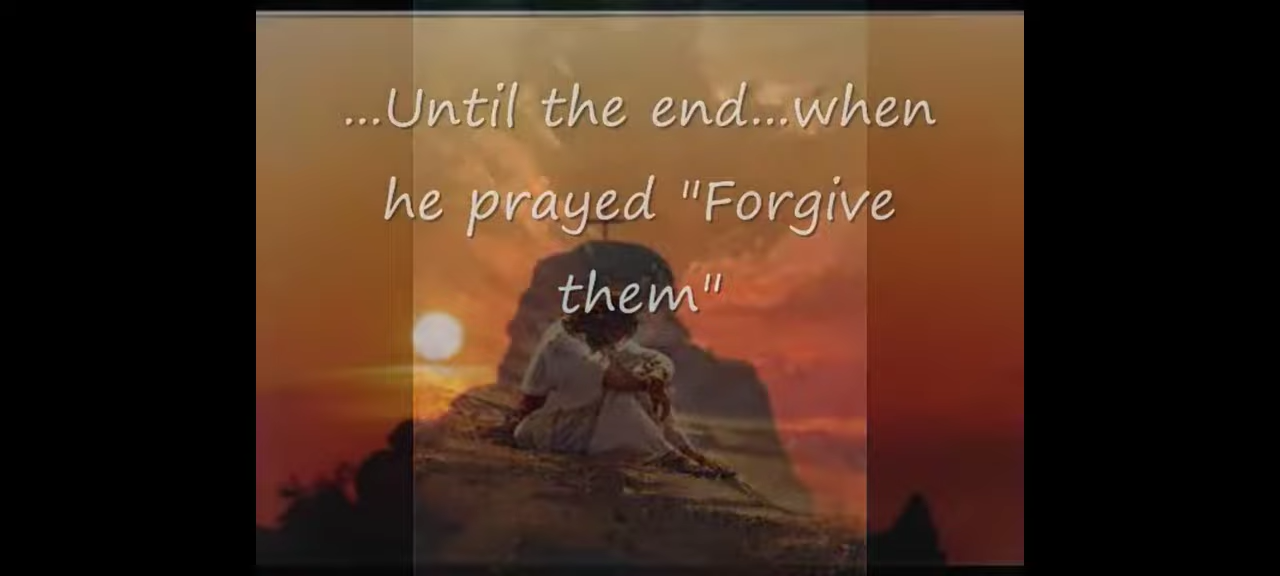 ...Until the end...when
he prayed "Forgive
them"